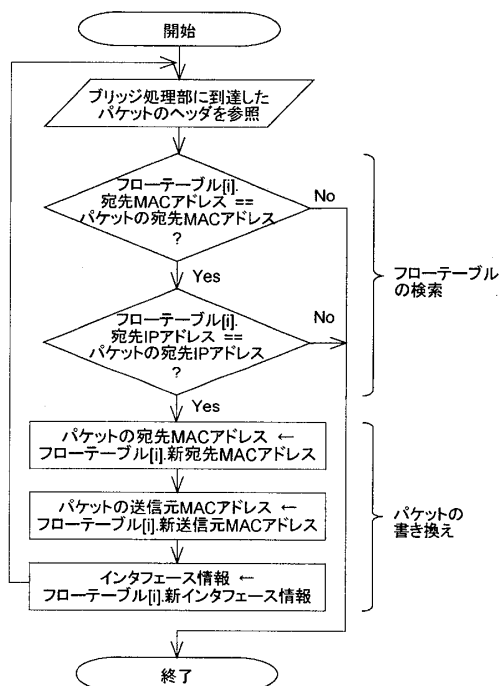 開始
ブリッジ処理部に到達した
パケットのヘッダを参照
フローテーブル[i].
宛先MACアドレス ==
パケットの宛先MACアドレス
?
No
Yes
フローテーブル[i].
宛先IPアドレス ==
パケットの宛先IPアドレス
?
No
Yes
フローテーブル
の検索
パケットの宛先MACアドレス ←
フローテーブル[i].新宛先MACアドレス
パケットの送信元MACアドレス ←
フローテーブル[i].新送信元MACアドレス
インタフェース情報 ←
フローテーブル[i].新インタフェース情報
パケットの
書き換え
終了